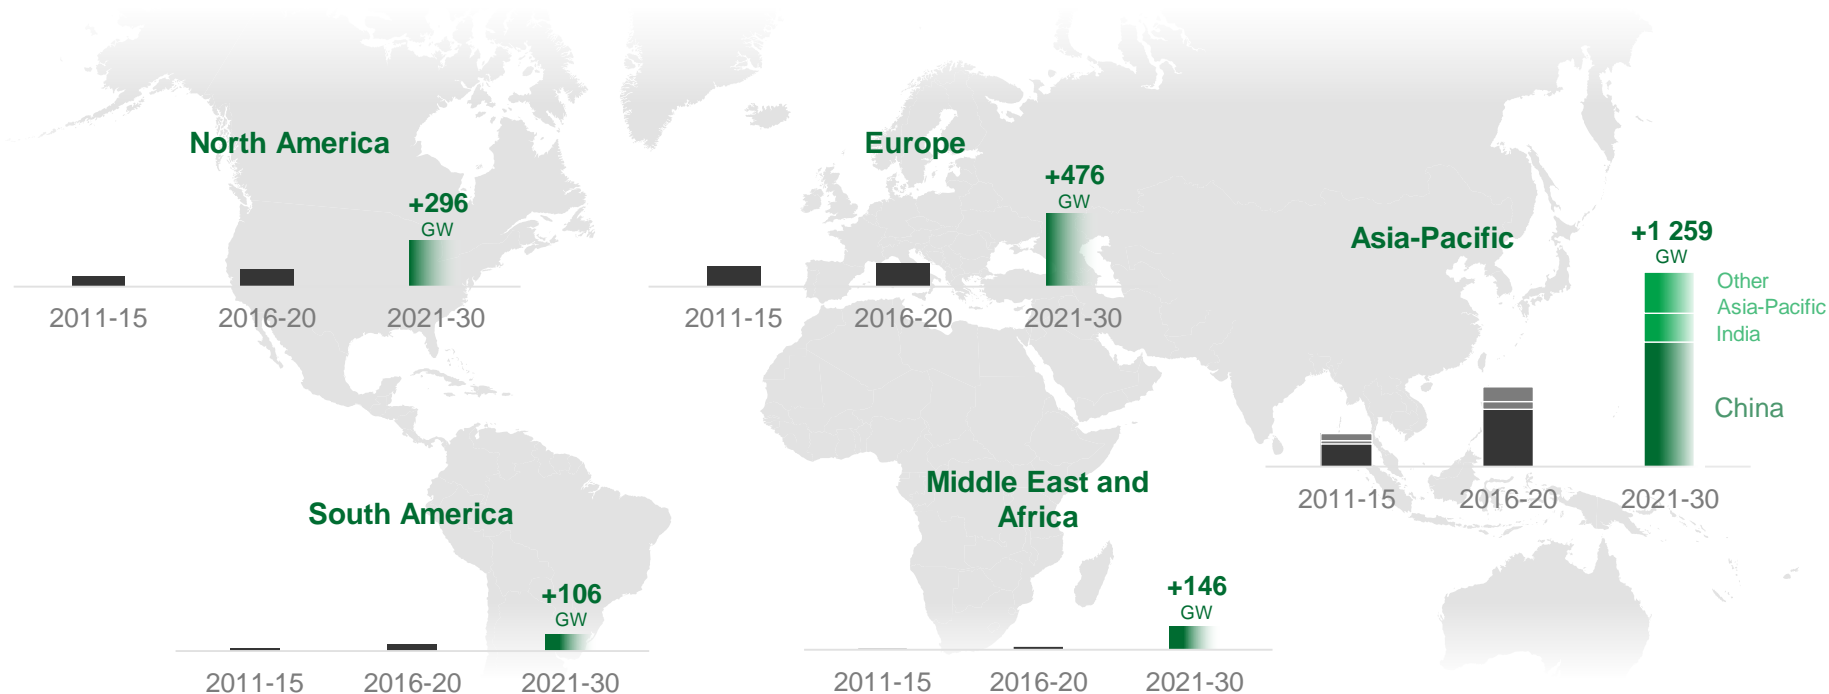 North America
+296
GW
2011-15
2016-20
2021-30
Europe
+476
GW
2011-15
2016-20
2021-30
Asia-Pacific
+1 259
GW
Other
Asia-Pacific
India
China
2011-15
2016-20
2021-30
South America
+106
GW
2011-15
2016-20
2021-30
Middle East and
Africa
+146
GW
2011-15
2016-20
2021-30